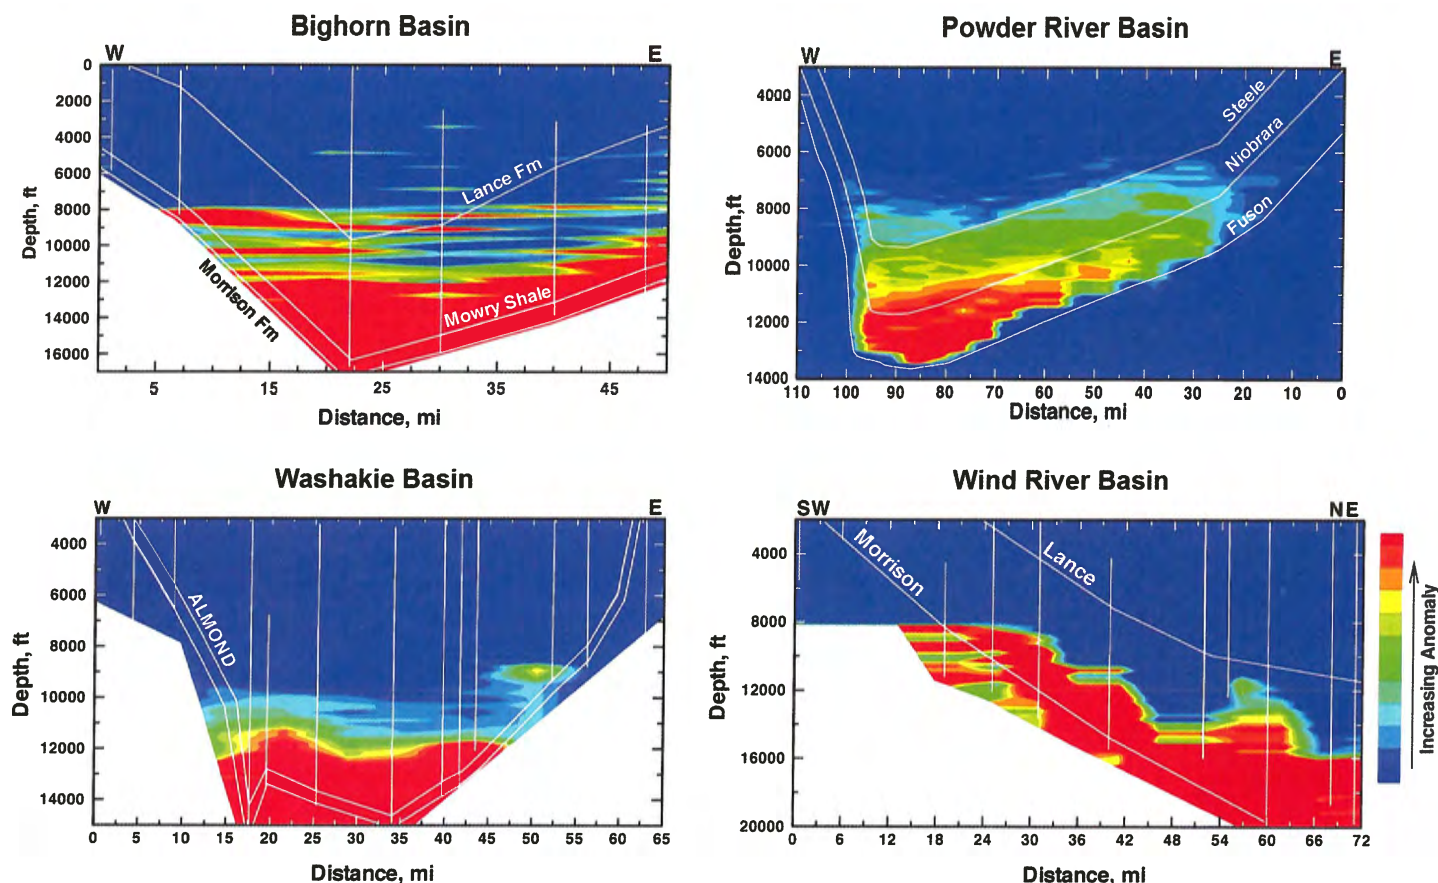 Bighorn Basin
W
E
0
2000
4000
6000
8000
10000
12000
14000
16000
Depth, ft
Lance Fm
Mowry Shale
Morrison Fm
5
15
25
35
45
Distance, mi
Powder River Basin
W
E
4000
6000
8000
10000
12000
14000
Depth,ft
Steele
Niobrara
Fuson
110
100
90
80
70
60
50
40
30
20
10
0
Distance, mi
Washakie Basin
W
E
4000
6000
8000
10000
12000
14000
Depth, ft
ALMOND
0
5
10
15
20
25
30
35
40
45
50
55
60
65
Distance, mi
Wind River Basin
SW
NE
4000
8000
12000
16000
20000
Depth, ft
Morrison
Lance
0
6
12
18
24
30
36
42
48
54
60
66
72
Distance, mi
Increasing Anomaly